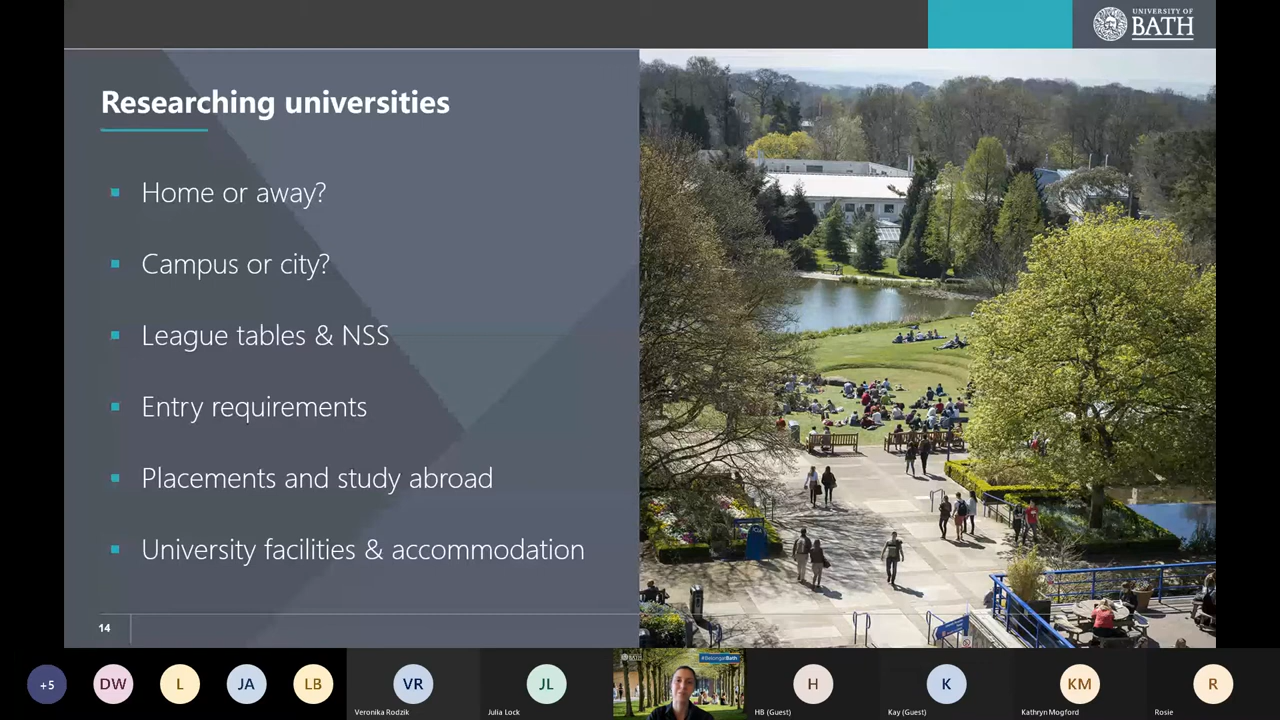 UNIVERSITY OF
BATH
Researching universities
Home or away?
Campus or city?
League tables & NSS
Entry requirements
Placements and study abroad
University facilities & accommodation
14
+5
DW
L
JA
LB
VR
Veronika Rodzik
JL
Julia Lock
BATH
#BelongatBath
H
HB (Guest)
K
Kay (Guest)
KM
Kathryn Mogford
R
Rosie